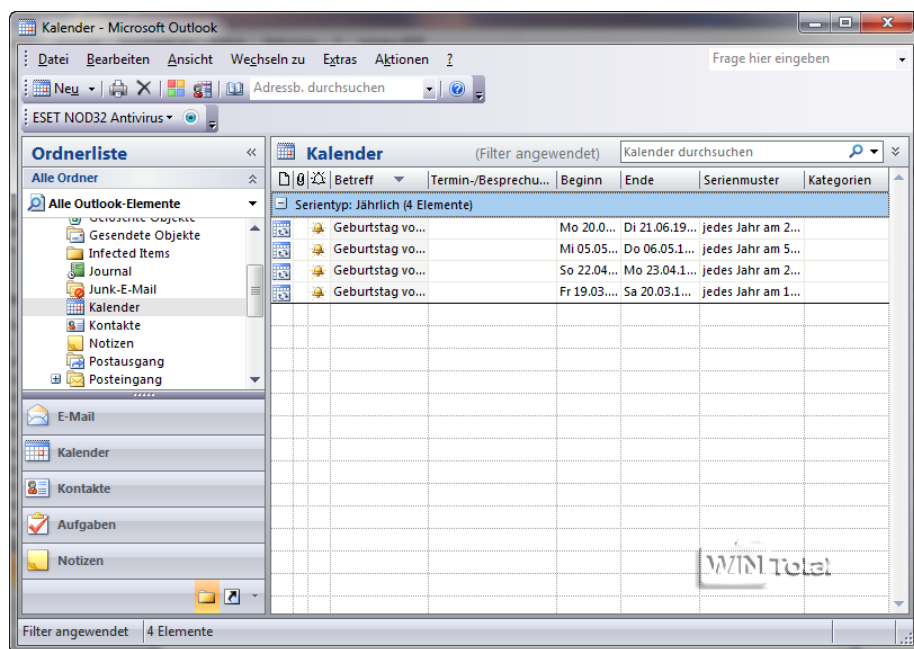 Kalender - Microsoft Outlook
Datei Bearbeiten Ansicht Wechseln zu Extras Aktionen ? Frage hier eingeben
Neu Adressb. durchsuchen
ESET NOD32 Antivirus
Ordnerliste
Kalender (Filter angewendet) Kalender durchsuchen
Alle Ordner
Betreff Termin-/Besprechu... Beginn Ende Serienmuster Kategorien
Alle Outlook-Elemente
Serientyp: Jährlich (4 Elemente)
Gelöschte Objekte
Gesendete Objekte
Infected Items
Journal
Junk-E-Mail
Kalender
Kontakte
Notizen
Postausgang
Posteingang
Geburtstag vo... Mo 20.0... Di 21.06.19... jedes Jahr am 2...
Geburtstag vo... Mi 05.05... Do 06.05.1... jedes Jahr am 5...
Geburtstag vo... So 22.04... Mo 23.04.1... jedes Jahr am 2...
Geburtstag vo... Fr 19.03.... Sa 20.03.1... jedes Jahr am 1...
E-Mail
Kalender
Kontakte
Aufgaben
Notizen
WIN Total
Filter angewendet 4 Elemente